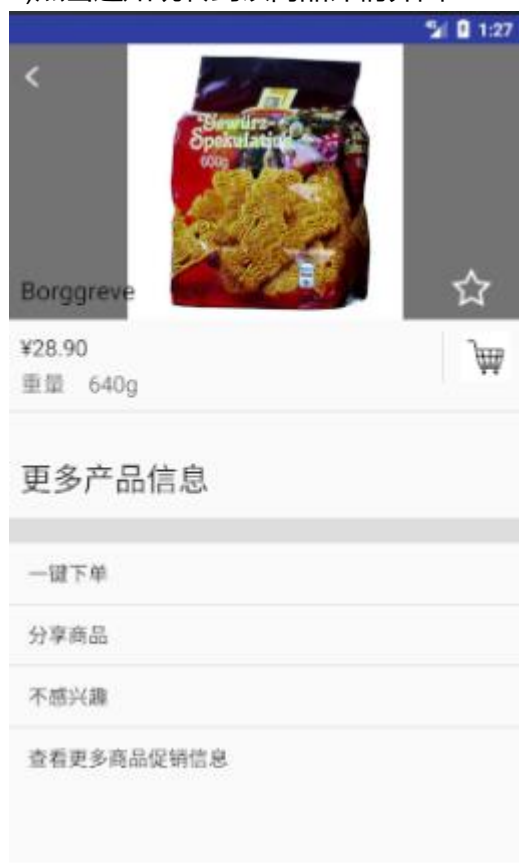 1:27
Gewürz-
Spekulatius
600g
Borggreve
¥28.90
重量 640g
更多产品信息
一键下单
分享商品
不感兴趣
查看更多商品促销信息